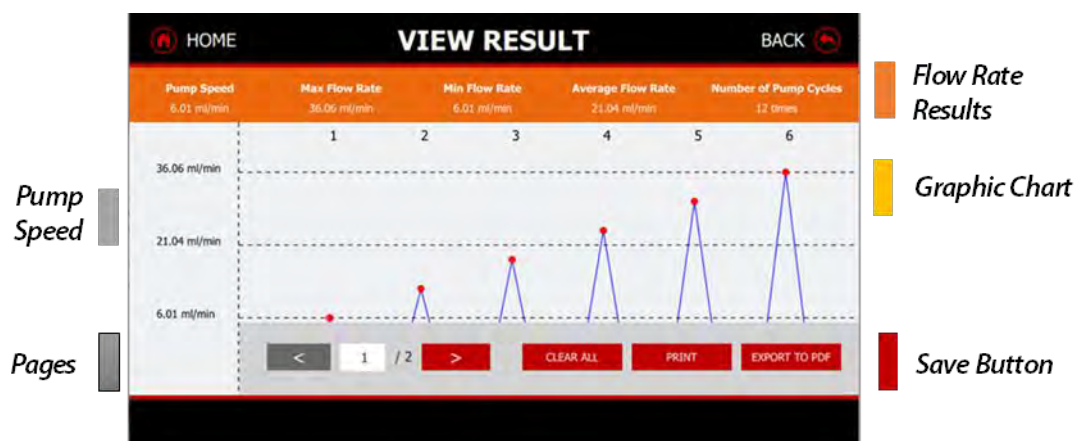 HOME
VIEW RESULT
BACK
Pump Speed
Max Flow Rate
Min Flow Rate
Average Flow Rate
Number of Pump Cycles
6.01 ml/min
36.06 ml/min
6.01 ml/min
21.04 ml/min
12 times
1 2 3 4 5 6
36.06 ml/min
21.04 ml/min
6.01 ml/min
< 1 / 2 >
CLEAR ALL
PRINT
EXPORT TO PDF
Pump
Speed
Pages
Flow Rate
Results
Graphic Chart
Save Button